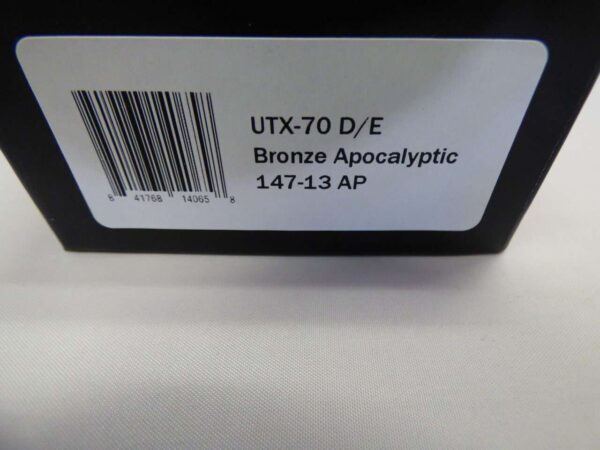 UTX-70 D/E
Bronze Apocalyptic
147-13 AP
8 41768 14065 8